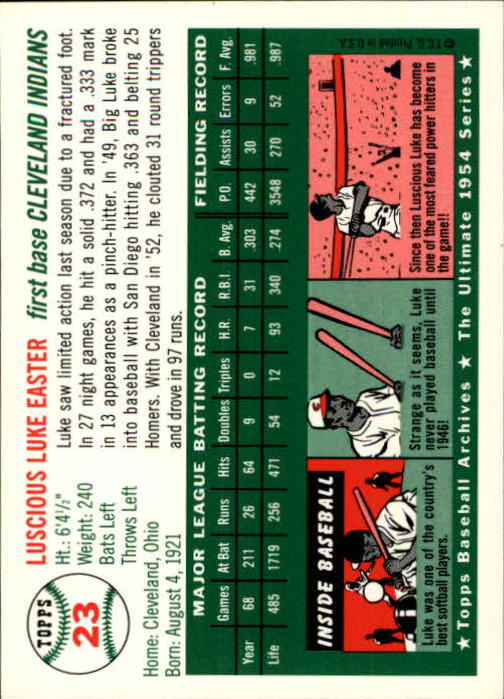 TOPPS
23
LUSCIOUS LUKE EASTER first base CLEVELAND INDIANS
Ht.: 6'4½"
Weight: 240
Bats Left
Throws Left
Home: Cleveland, Ohio
Born: August 4, 1921
Luke saw limited action last season due to a fractured foot.
In 27 night games, he hit a solid .372 and had a .333 mark
in 13 appearances as a pinch-hitter. In '49, Big Luke broke
into baseball with San Diego hitting .363 and belting 25
Homers. With Cleveland in '52, he clouted 31 round trippers
and drove in 97 runs.
MAJOR LEAGUE BATTING RECORD FIELDING RECORD
Games At Bat Runs Hits Doubles Triples H.R. R.B.I. B. Avg. P.O. Assists Errors F. Avg.
Year 68 211 26 64 9 0 7 31 .303 442 30 9 .981
Life 485 1719 256 471 54 12 93 340 .274 3548 270 52 .987
INSIDE BASEBALL
Luke was one of the country's
best softball players.
Strange as it seems, Luke
never played baseball until
1946!
Since then Luscious Luke has become
one of the most feared power hitters in
the game!!
© T.C.G. Printed in U.S.A.
★ Topps Baseball Archives ★ The Ultimate 1954 Series ★